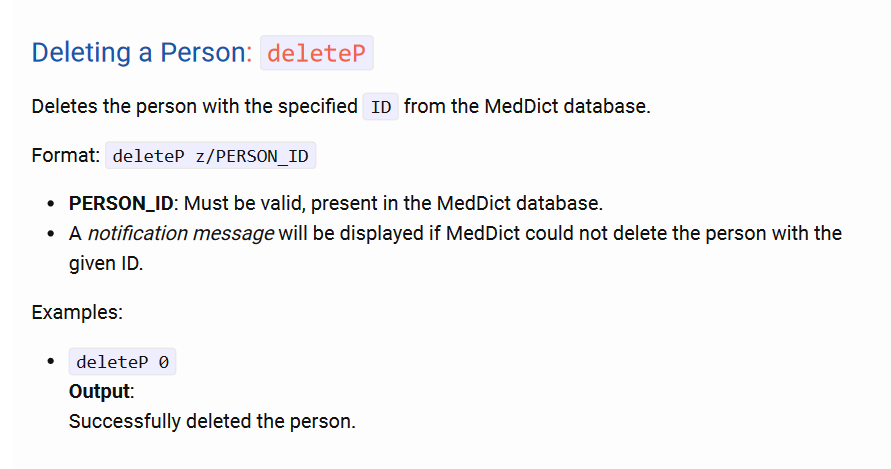 Deleting a Person: deleteP
Deletes the person with the specified ID from the MedDict database.
Format: deleteP z/PERSON_ID
• PERSON_ID: Must be valid, present in the MedDict database.
• A notification message will be displayed if MedDict could not delete the person with the
given ID.
Examples:
• deleteP 0
Output:
Successfully deleted the person.